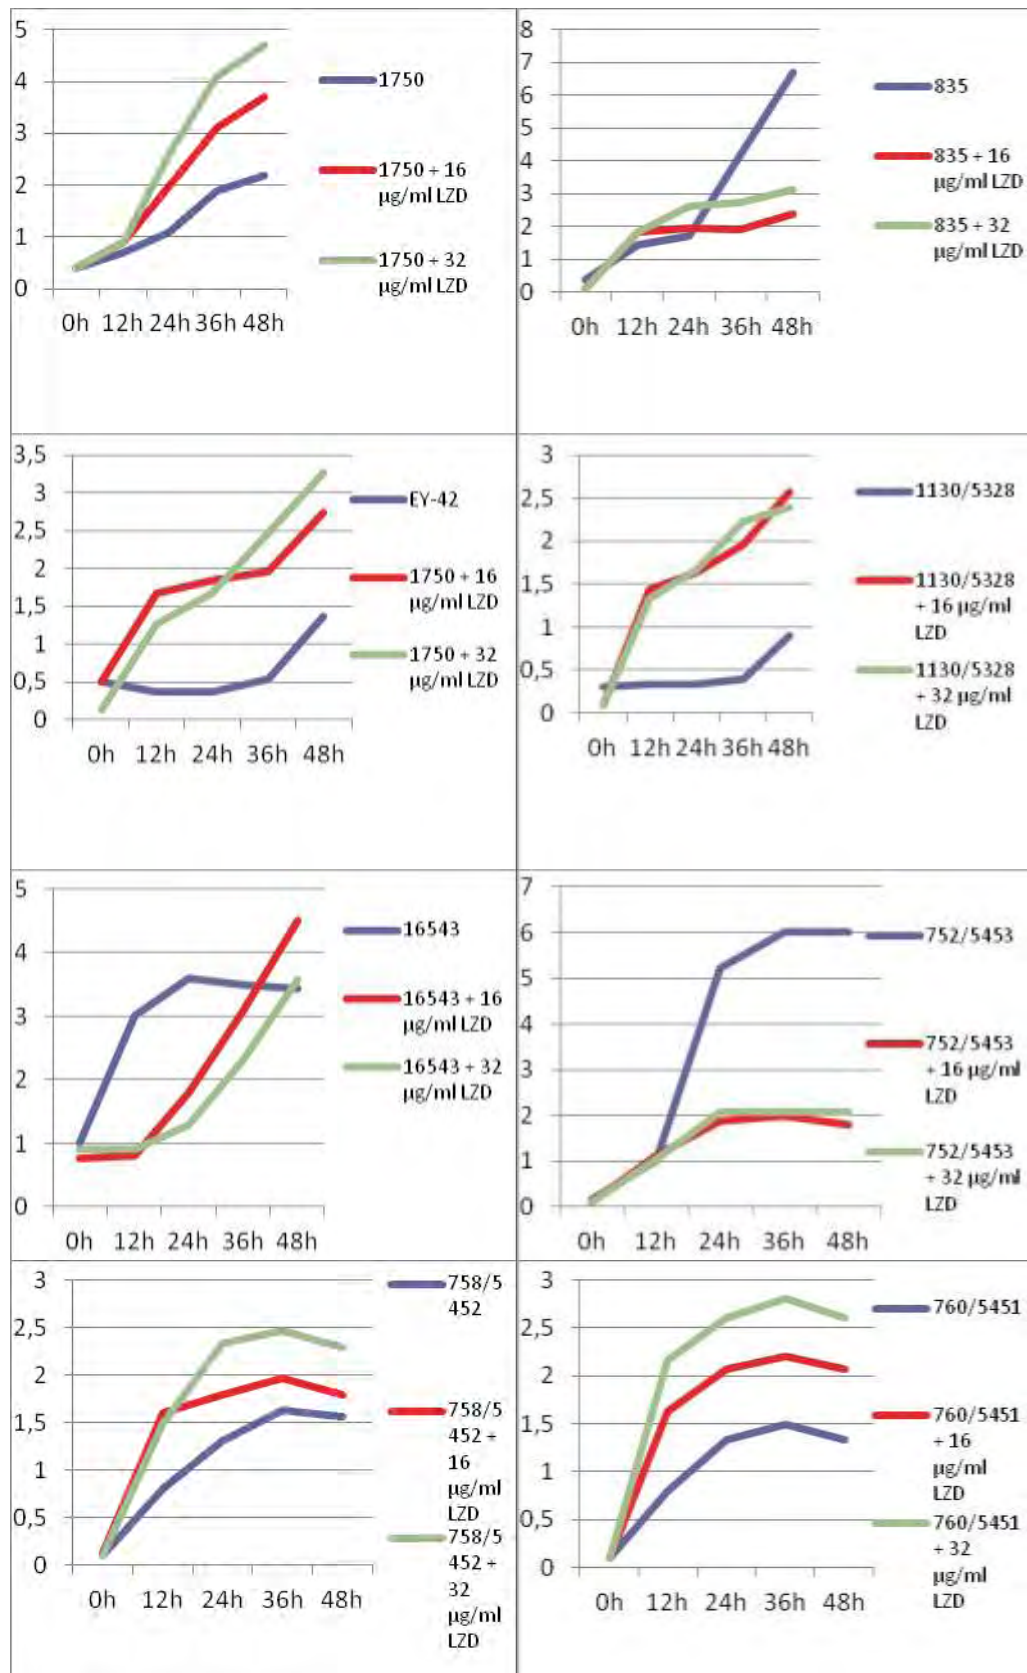 5
4
3
2
1
0
0h 12h 24h 36h 48h
1750
1750 + 16
µg/ml LZD
1750 + 32
µg/ml LZD
8
7
6
5
4
3
2
1
0
0h 12h 24h 36h 48h
835
835 + 16
µg/ml LZD
835 + 32
µg/ml LZD
3,5
3
2,5
2
1,5
1
0,5
0
0h 12h 24h 36h 48h
EY-42
1750 + 16
µg/ml LZD
1750 + 32
µg/ml LZD
3
2,5
2
1,5
1
0,5
0
0h 12h 24h 36h 48h
1130/5328
1130/5328
+ 16 µg/ml
LZD
1130/5328
+ 32 µg/ml
LZD
5
4
3
2
1
0
0h 12h 24h 36h 48h
16543
16543 + 16
µg/ml LZD
16543 + 32
µg/ml LZD
7
6
5
4
3
2
1
0
0h 12h 24h 36h 48h
752/5453
752/5453
+ 16 µg/ml
LZD
752/5453
+ 32 µg/ml
LZD
3
2,5
2
1,5
1
0,5
0
0h 12h 24h 36h 48h
758/5
452
758/5
452 +
16
µg/ml
LZD
758/5
452 +
32
µg/ml
LZD
3
2,5
2
1,5
1
0,5
0
0h 12h 24h 36h 48h
760/5451
760/5451
+ 16
µg/ml
LZD
760/5451
+ 32
µg/ml
LZD